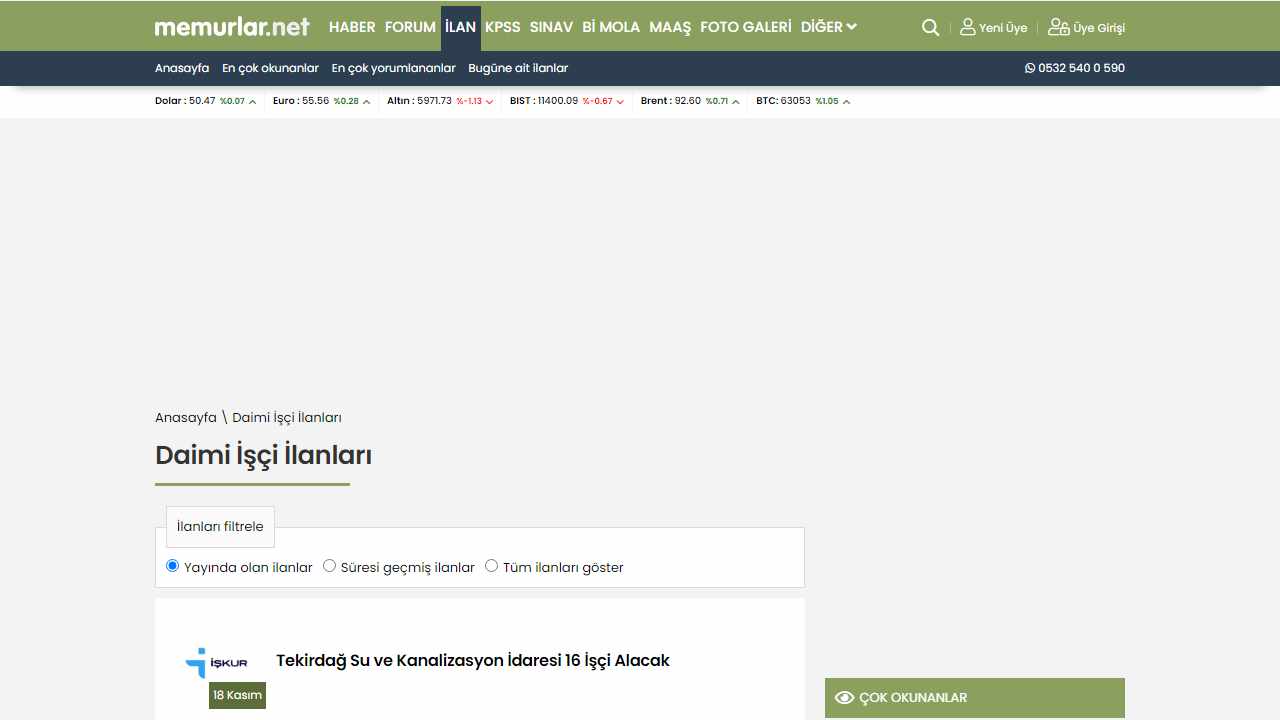 memurlar.net HABER FORUM İLAN KPSS SINAV Bİ MOLA MAAŞ FOTO GALERİ DİĞER Yeni Üye Üye Girişi
Anasayfa En çok okunanlar En çok yorumlananlar Bugüne ait ilanlar 0532 540 0 590
Dolar : 50.47 %0.07 Euro : 55.56 %0.28 Altın : 5971.73 %-1.13 BIST : 11400.09 %-0.67 Brent : 92.60 %0.71 BTC: 63053 %1.05
Anasayfa \ Daimi İşçi İlanları
Daimi İşçi İlanları
İlanları filtrele
Yayında olan ilanlar Süresi geçmiş ilanlar Tüm ilanları göster
İŞKUR
Tekirdağ Su ve Kanalizasyon İdaresi 16 İşçi Alacak
18 Kasım
ÇOK OKUNANLAR